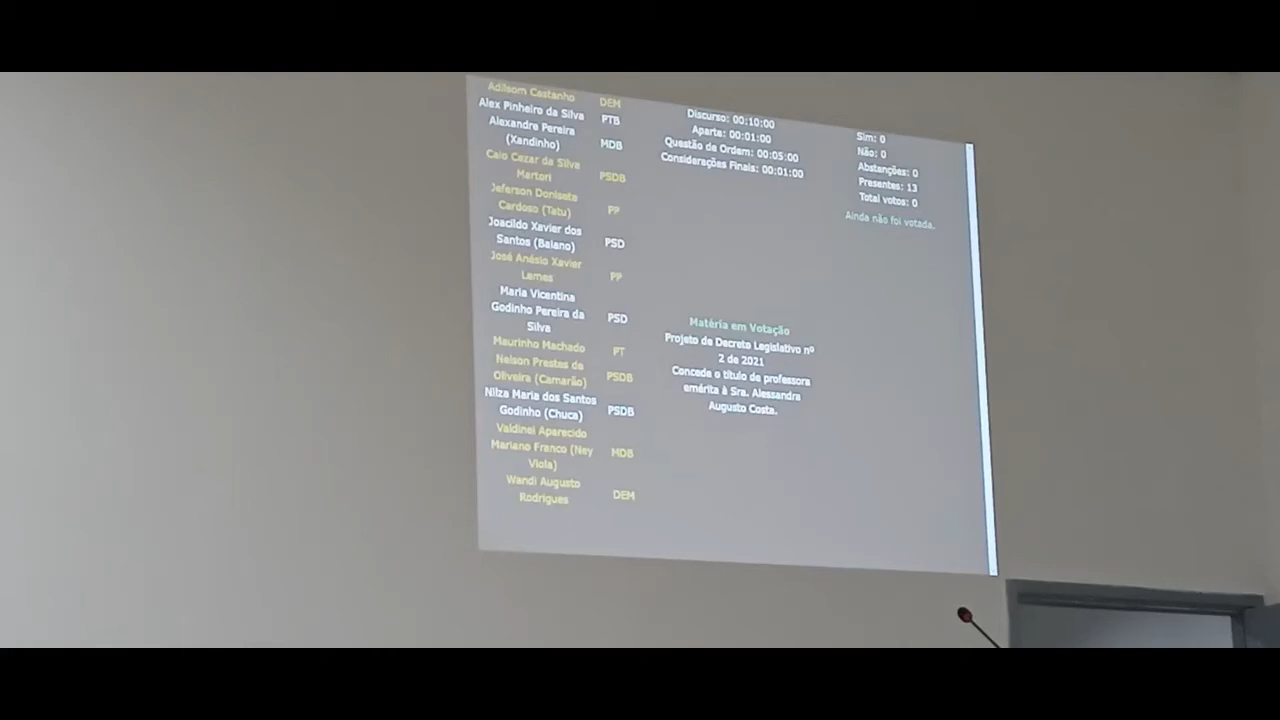 Adilsom Castanho
DEM
Alex Pinheiro da Silva
PTB
Alexandre Pereira
(Xandinho)
MDB
Caio Cezar da Silva
Martori
PSDB
Jeferson Donisete
Cardoso (Tatu)
PP
Joacildo Xavier dos
Santos (Baiano)
PSD
José Anésio Xavier
Lemes
PP
Maria Vicentina
Godinho Pereira da
Silva
PSD
Maurinho Machado
PT
Nelson Prestes de
Oliveira (Camarão)
PSDB
Nilza Maria dos Santos
Godinho (Chuca)
PSDB
Valdinei Aparecido
Mariano Franco (Ney
Viola)
MDB
Wandi Augusto
Rodrigues
DEM
Discurso: 00:10:00
Aparte: 00:01:00
Questão de Ordem: 00:05:00
Considerações Finais: 00:01:00
Matéria em Votação
Projeto de Decreto Legislativo nº
2 de 2021
Concede o título de professora
emérita à Sra. Alessandra
Augusto Costa.
Sim: 0
Não: 0
Abstenções: 0
Presentes: 13
Total votos: 0
Ainda não foi votada.